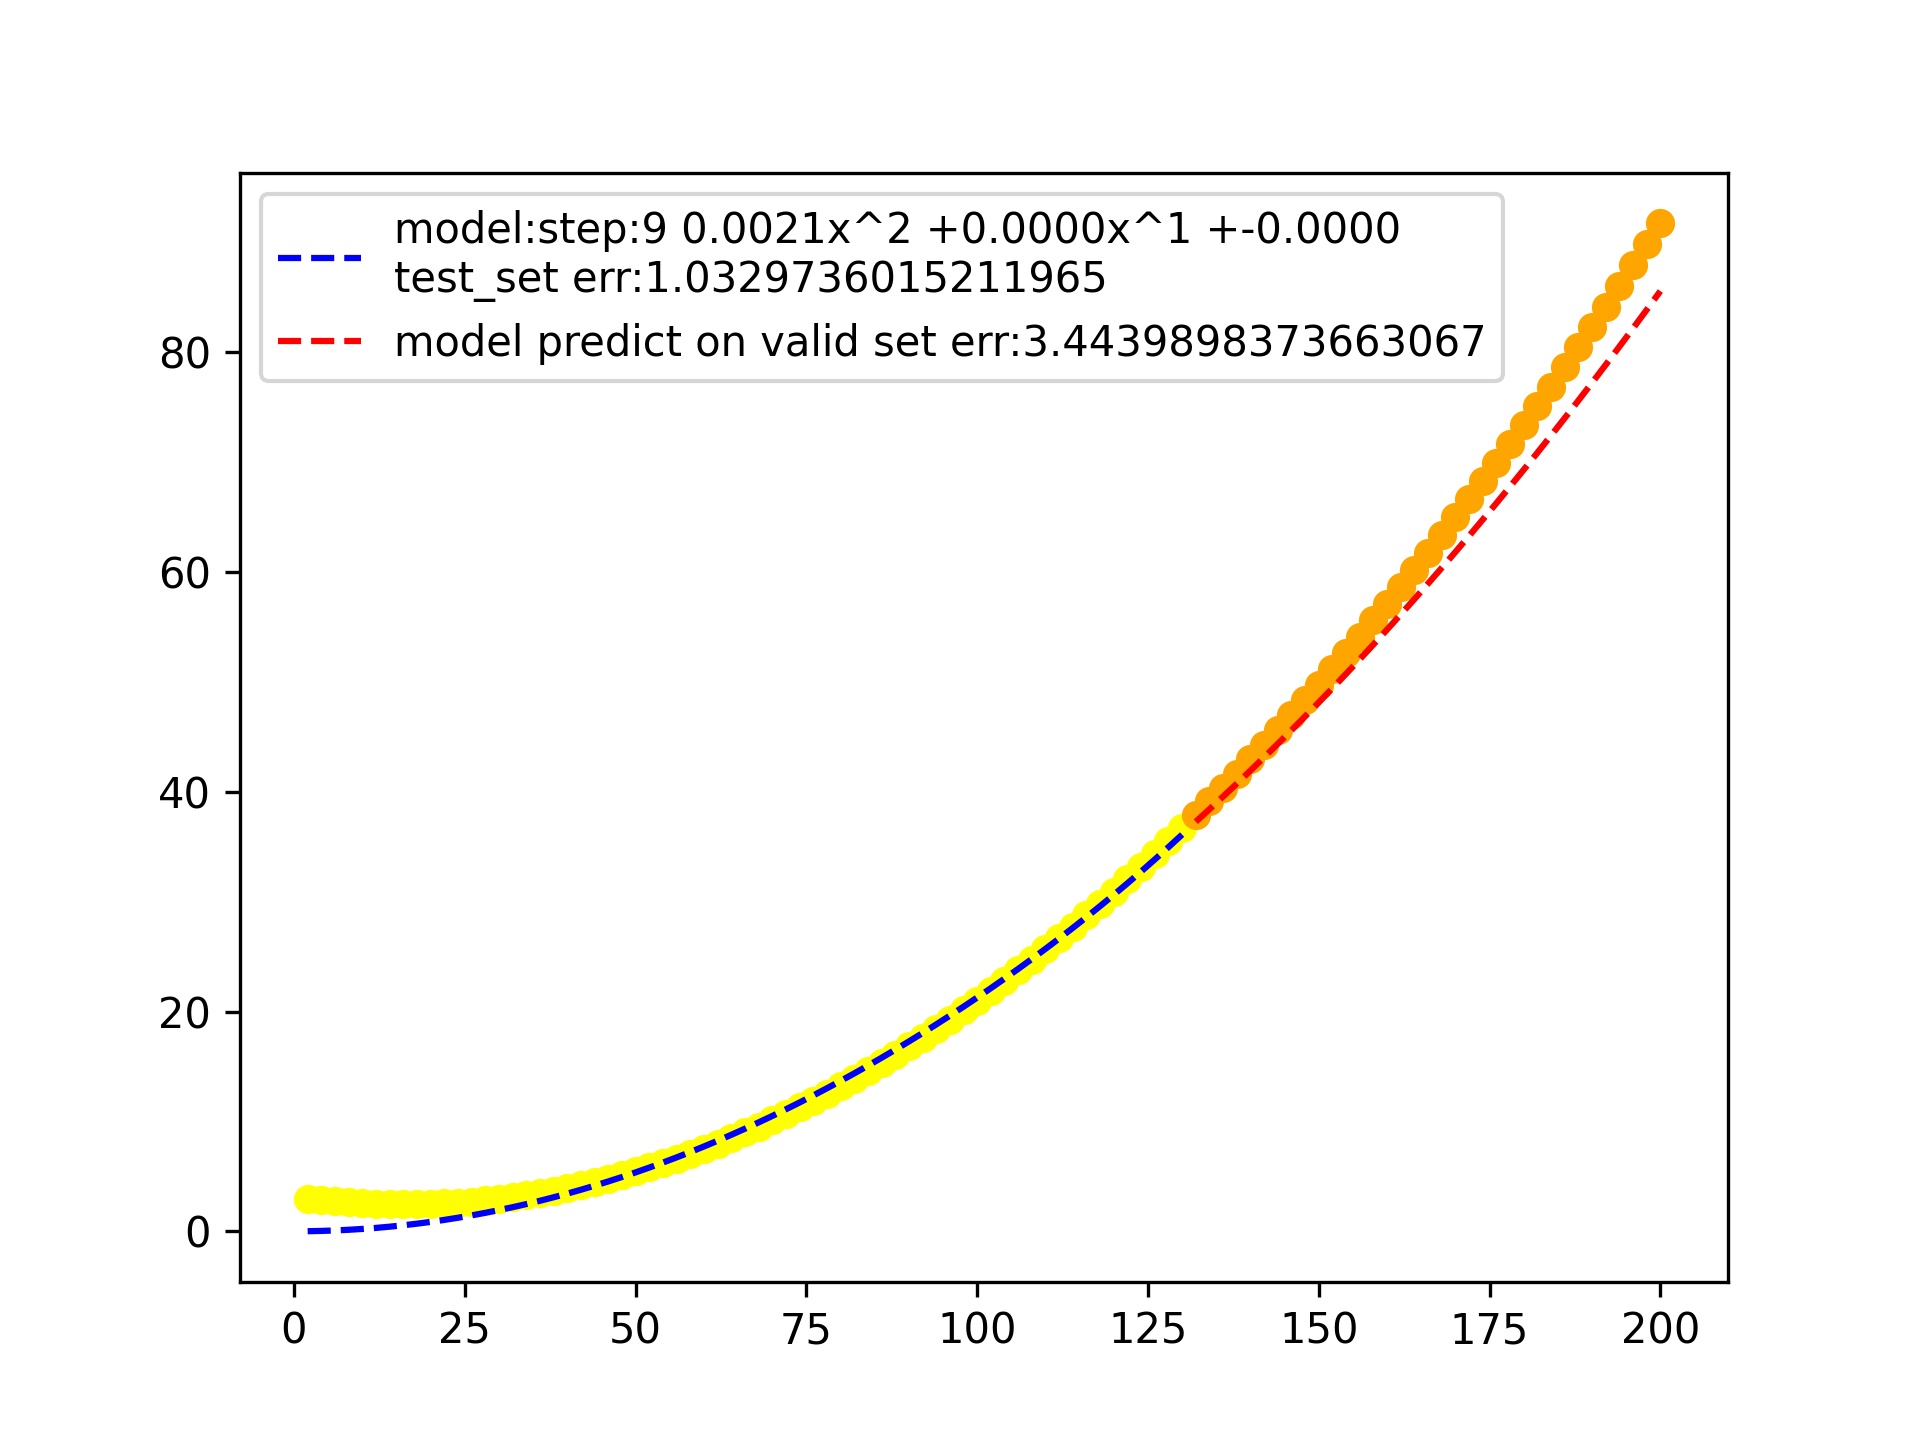 model:step:9 0.0021x^2 +0.0000x^1 +-0.0000
test_set err:1.0329736015211965
model predict on valid set err:3.4439898373663067
80
60
40
20
0
0 25 50 75 100 125 150 175 200